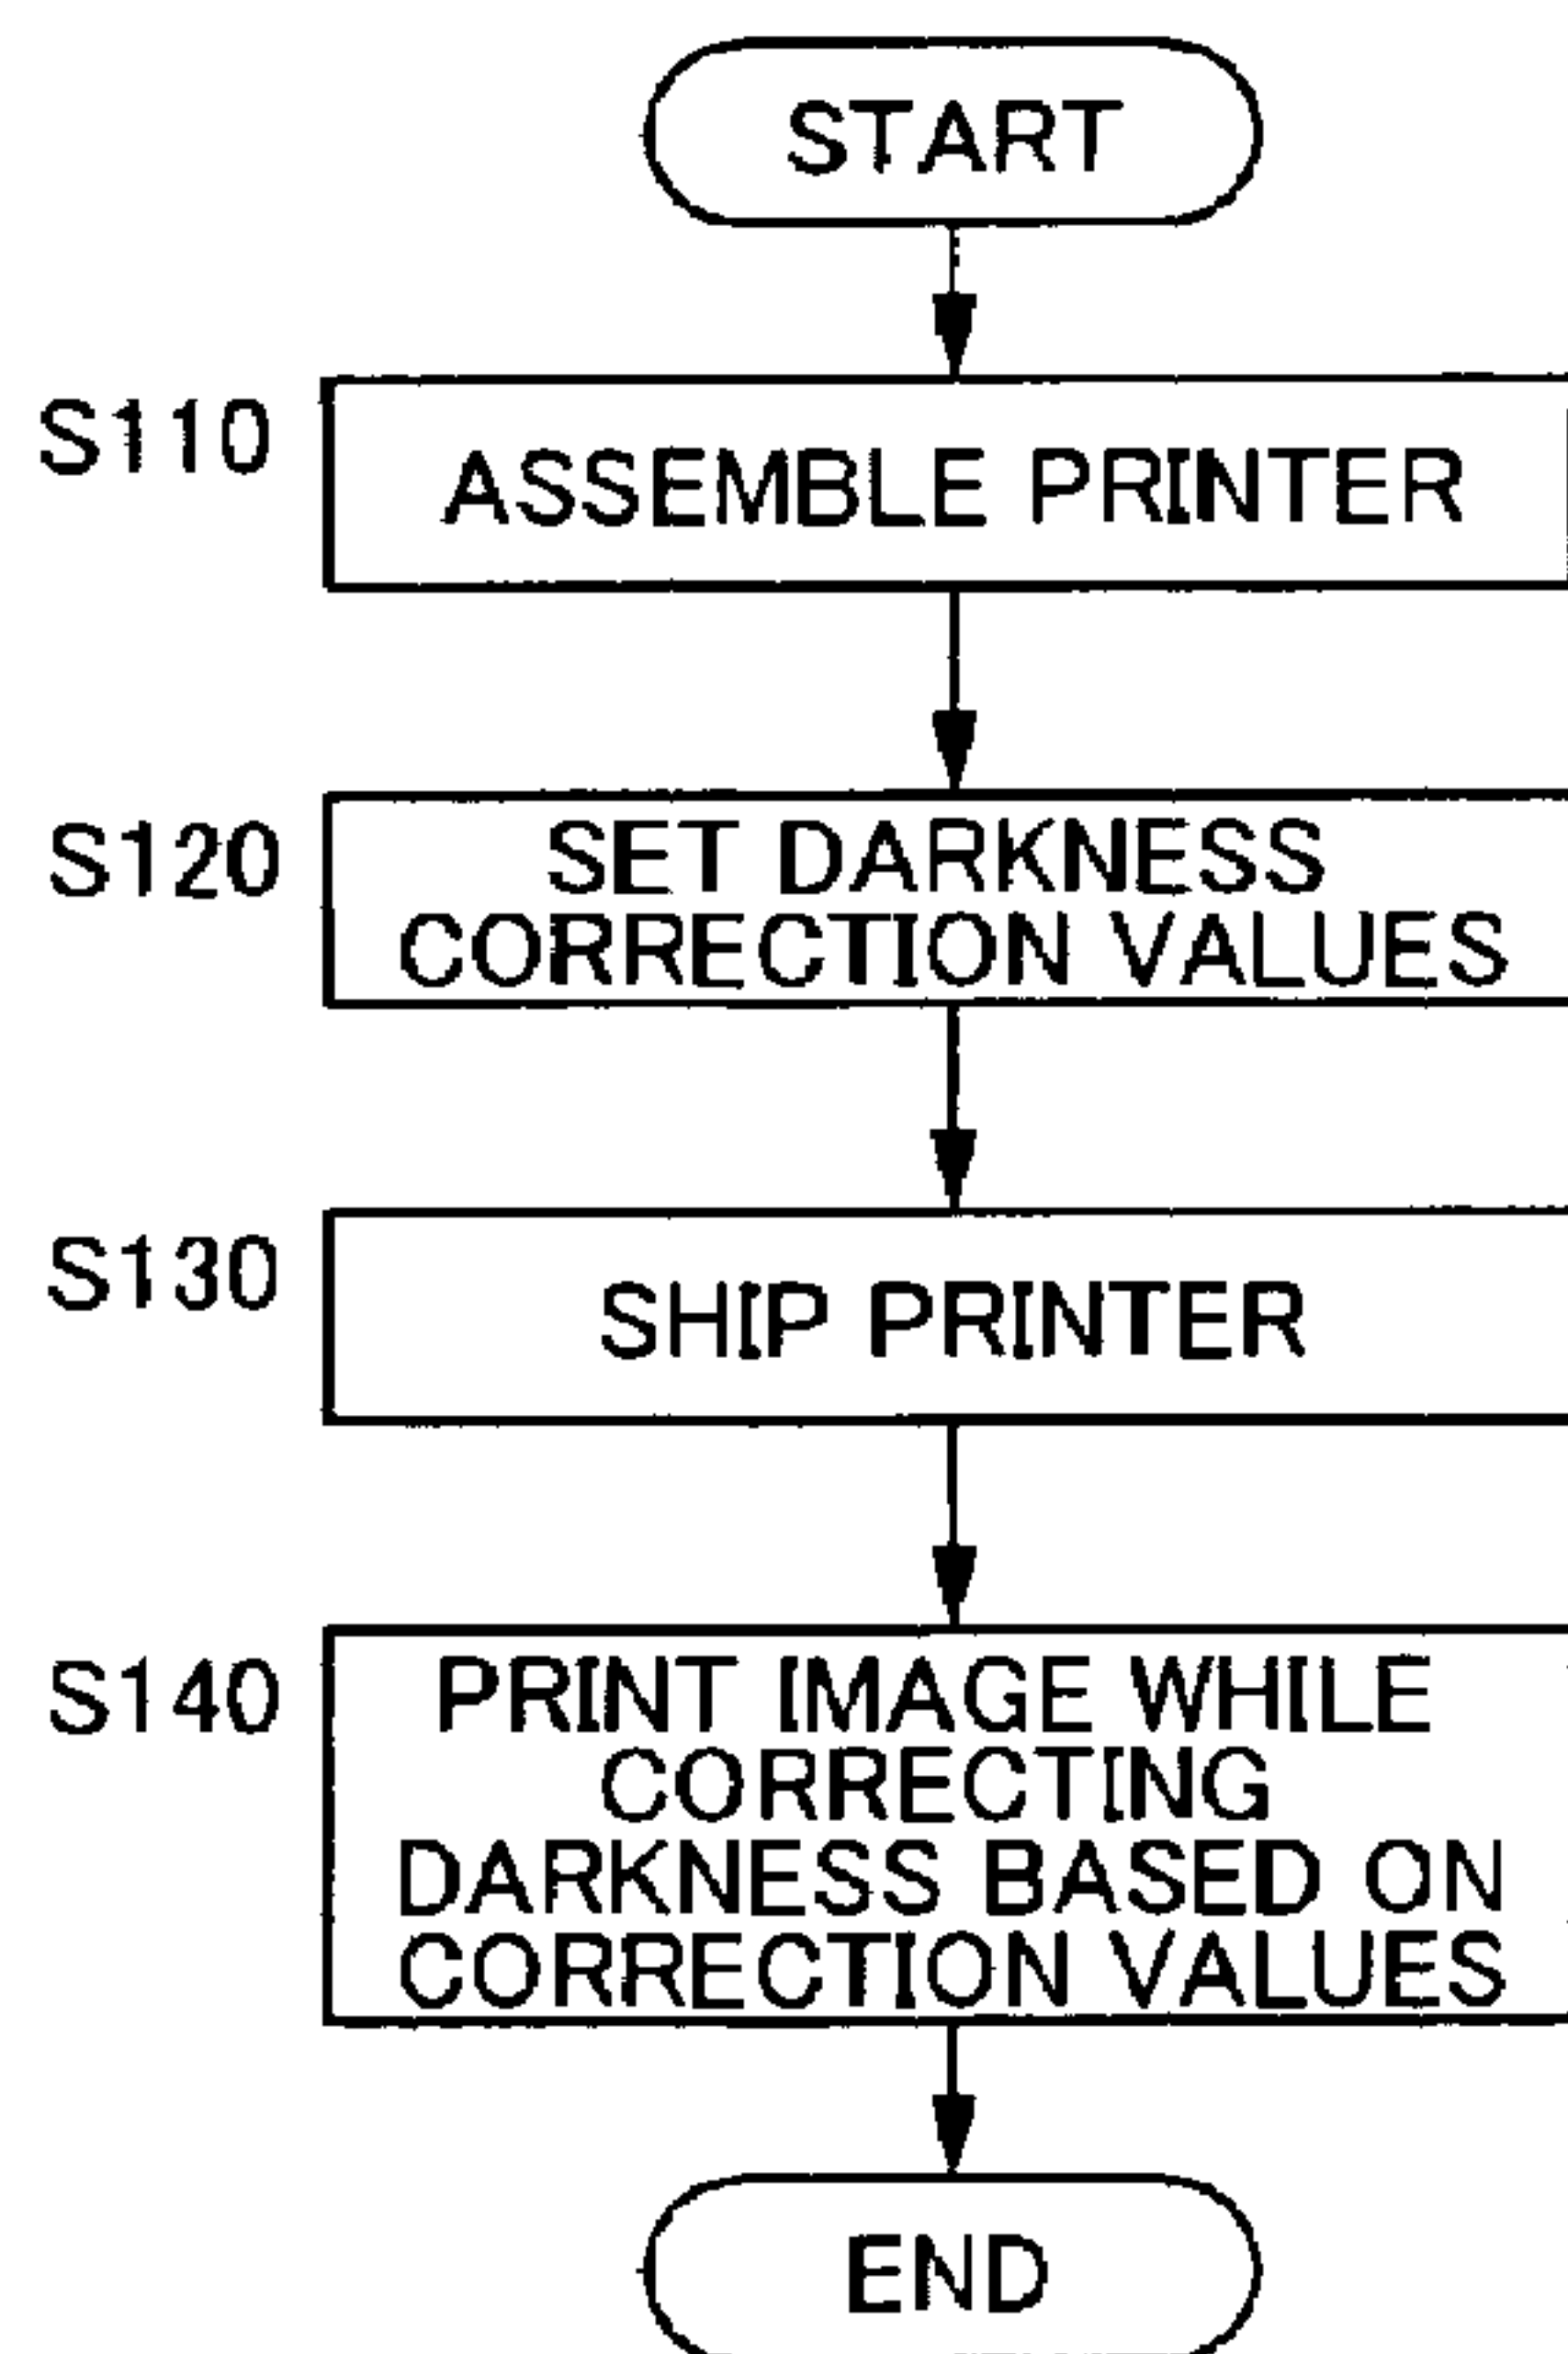 START
S110
ASSEMBLE PRINTER
S120
SET DARKNESS
CORRECTION VALUES
S130
SHIP PRINTER
S140
PRINT IMAGE WHILE
CORRECTING
DARKNESS BASED ON
CORRECTION VALUES
END